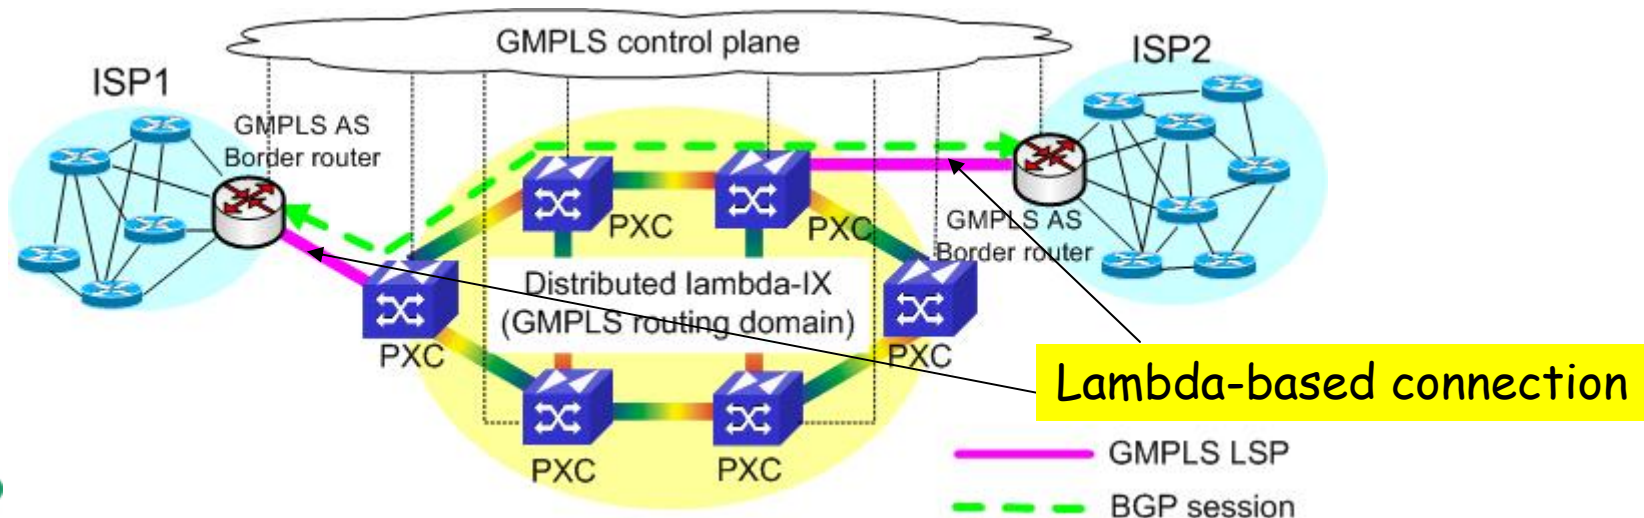 GMPLS control plane
ISP1
ISP2
GMPLS AS
Border router
PXC
PXC
GMPLS AS
Border router
Distributed lambda-IX
(GMPLS routing domain)
PXC
PXC
Lambda-based connection
PXC
PXC
GMPLS LSP
BGP session